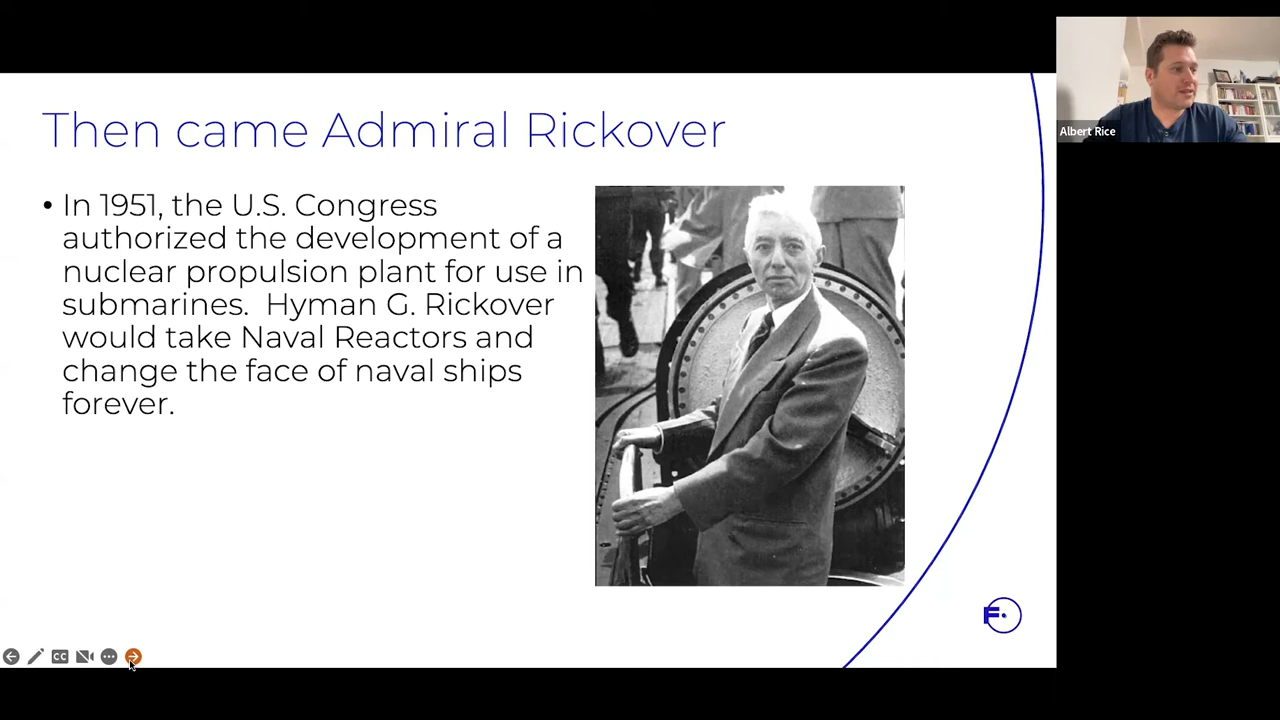 Then came Admiral Rickover
• In 1951, the U.S. Congress
authorized the development of a
nuclear propulsion plant for use in
submarines.  Hyman G. Rickover
would take Naval Reactors and
change the face of naval ships
forever.
Albert Rice
F
CC